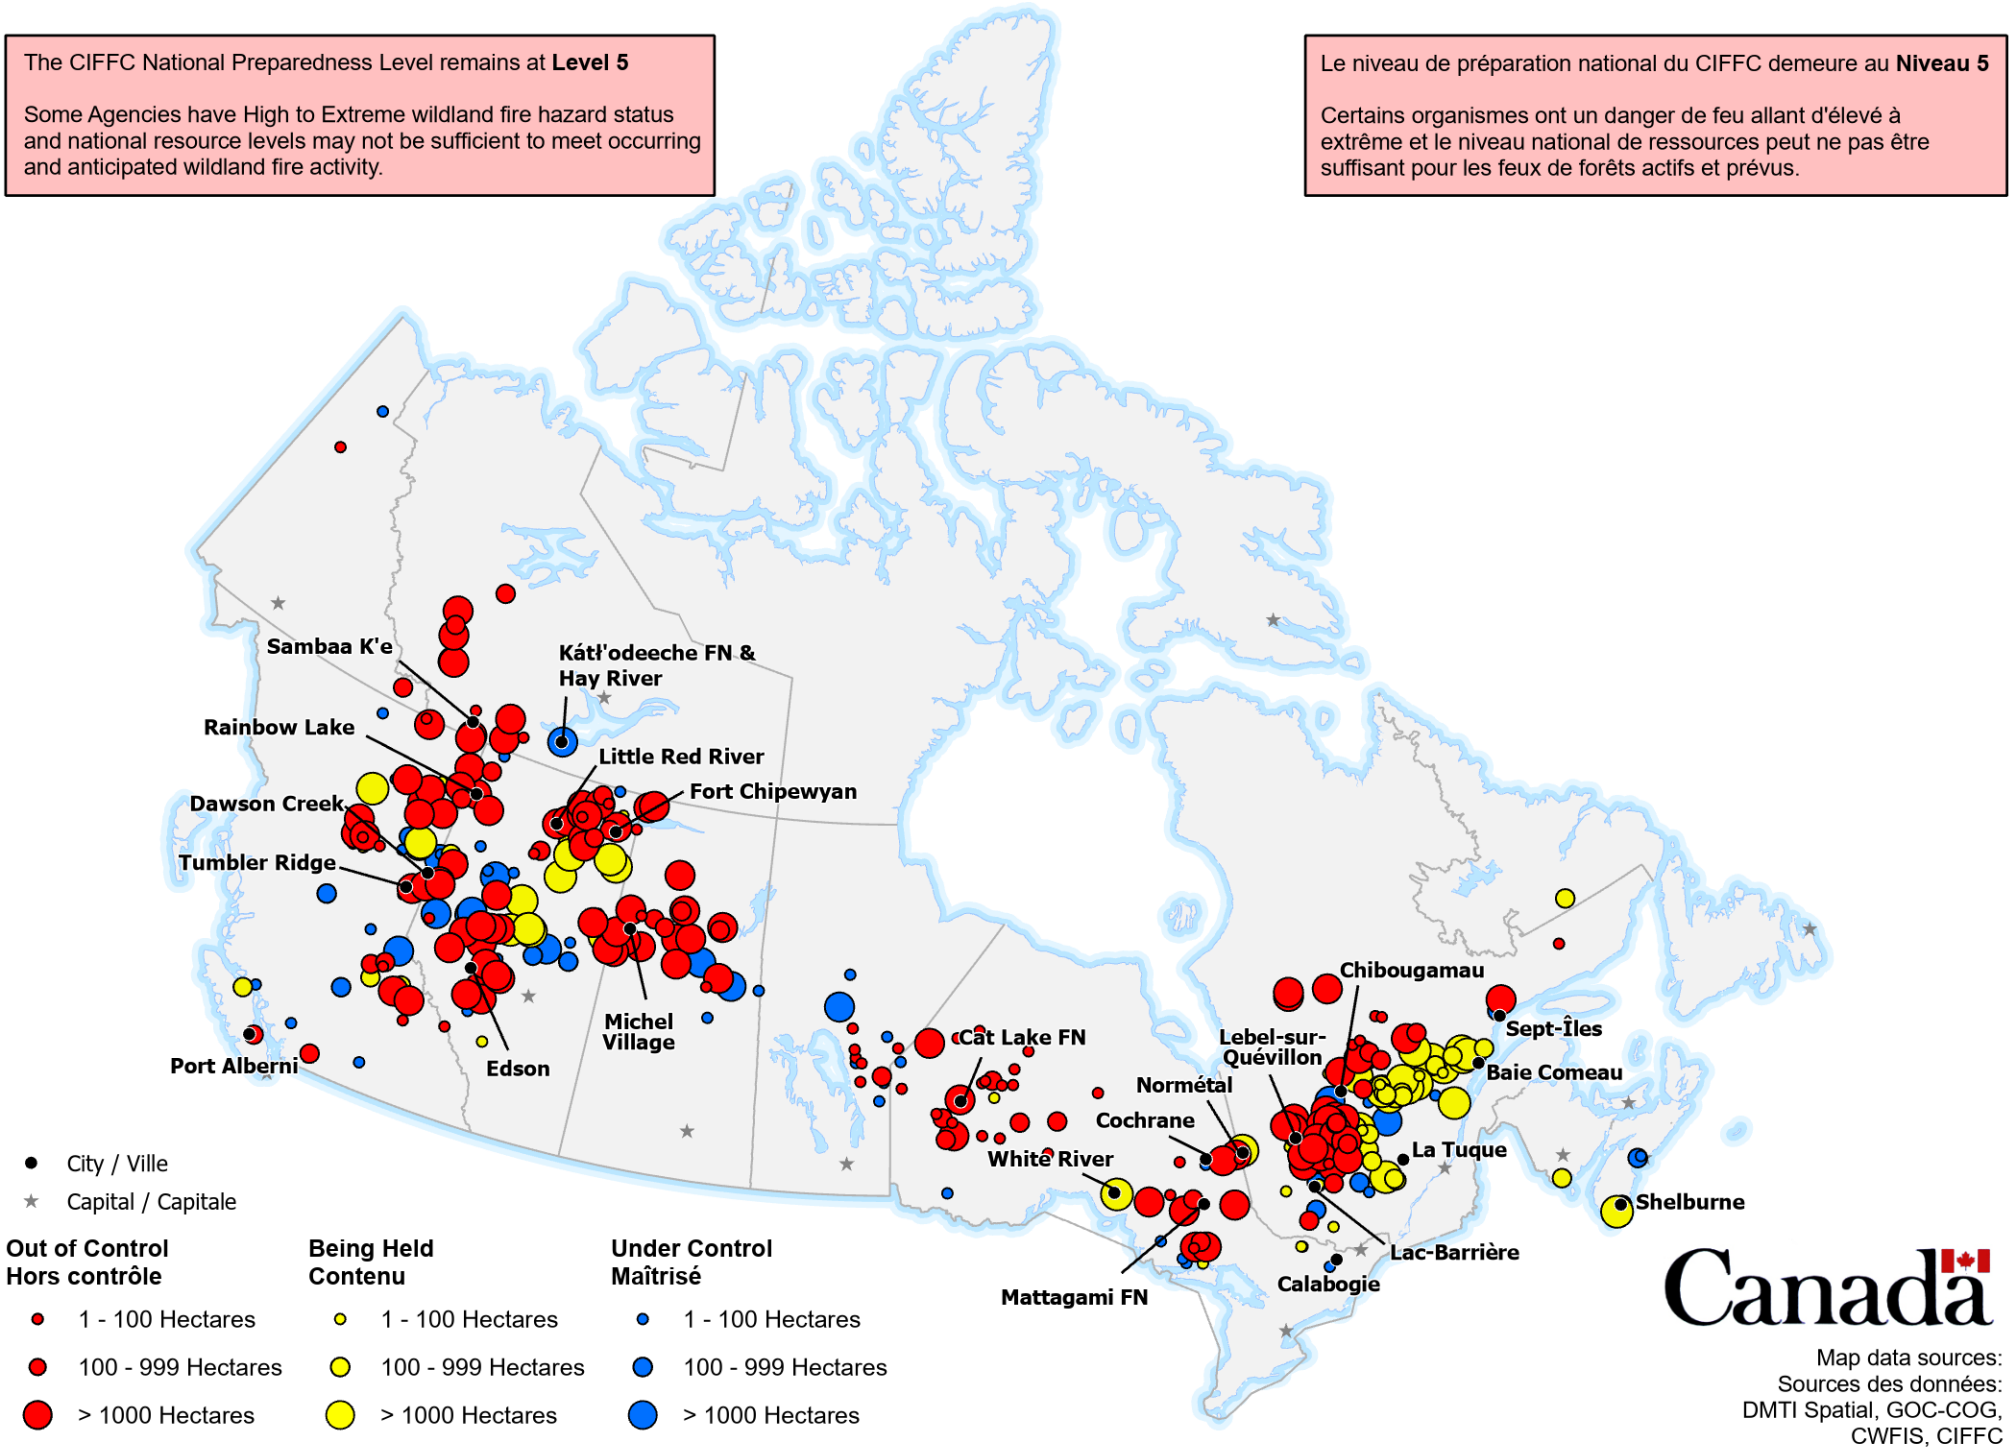 The CIFFC National Preparedness Level remains at Level 5
Some Agencies have High to Extreme wildland fire hazard status
and national resource levels may not be sufficient to meet occurring
and anticipated wildland fire activity.
Le niveau de préparation national du CIFFC demeure au Niveau 5
Certains organismes ont un danger de feu allant d'élevé à
extrême et le niveau national de ressources peut ne pas être
suffisant pour les feux de forêts actifs et prévus.
Sambaa K'e
Kátł'odeeche FN &
Hay River
Rainbow Lake
Little Red River
Fort Chipewyan
Dawson Creek
Tumbler Ridge
Port Alberni
Edson
Michel
Village
Cat Lake FN
Chibougamau
Sept-Îles
Lebel-sur-
Quévillon
Baie Comeau
Normétal
Cochrane
White River
La Tuque
Shelburne
Lac-Barrière
Calabogie
Mattagami FN
City / Ville
Capital / Capitale
Out of Control
Hors contrôle
1 - 100 Hectares
100 - 999 Hectares
> 1000 Hectares
Being Held
Contenu
1 - 100 Hectares
100 - 999 Hectares
> 1000 Hectares
Under Control
Maîtrisé
1 - 100 Hectares
100 - 999 Hectares
> 1000 Hectares
Canada
Map data sources:
Sources des données:
DMTI Spatial, GOC-COG,
CWFIS, CIFFC